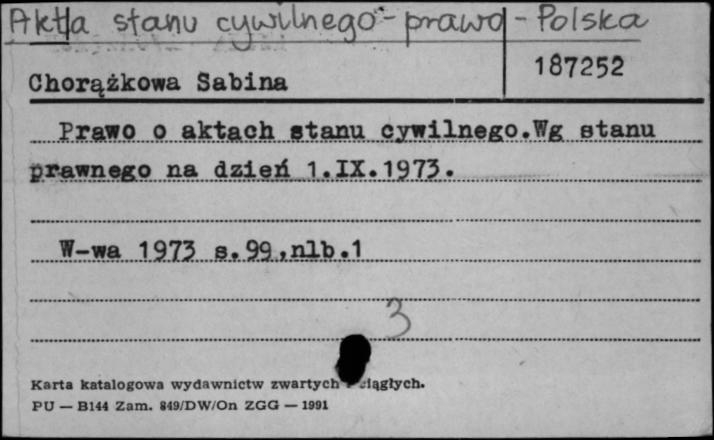 Akta stanu cywilnego - prawo - Polska
187252
Chorążkowa Sabina
Prawo o aktach stanu cywilnego.Wg stanu
prawnego na dzień 1.IX.1973.
W-wa 1973 s.99,nlb.1
3
Karta katalogowa wydawnictw zwartych i ciągłych.
PU — B144 Zam. 849/DW/On ZGG — 1991